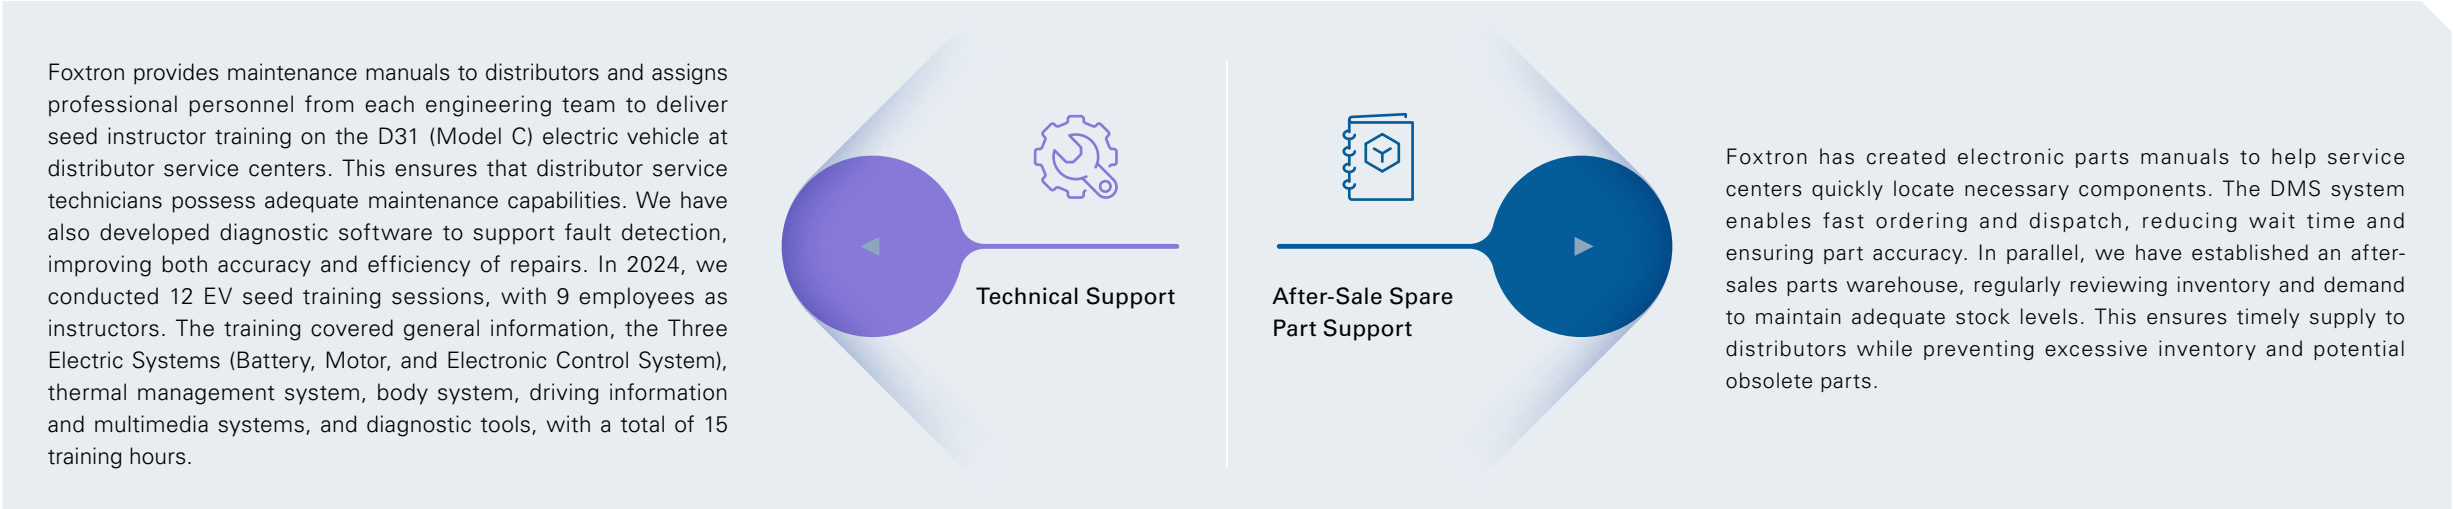 Foxtron provides maintenance manuals to distributors and assigns
professional personnel from each engineering team to deliver
seed instructor training on the D31 (Model C) electric vehicle at
distributor service centers. This ensures that distributor service
technicians possess adequate maintenance capabilities. We have
also developed diagnostic software to support fault detection,
improving both accuracy and efficiency of repairs. In 2024, we
conducted 12 EV seed training sessions, with 9 employees as
instructors. The training covered general information, the Three
Electric Systems (Battery, Motor, and Electronic Control System),
thermal management system, body system, driving information
and multimedia systems, and diagnostic tools, with a total of 15
training hours.
Technical Support
After-Sale Spare
Part Support
Foxtron has created electronic parts manuals to help service
centers quickly locate necessary components. The DMS system
enables fast ordering and dispatch, reducing wait time and
ensuring part accuracy. In parallel, we have established an after-
sales parts warehouse, regularly reviewing inventory and demand
to maintain adequate stock levels. This ensures timely supply to
distributors while preventing excessive inventory and potential
obsolete parts.